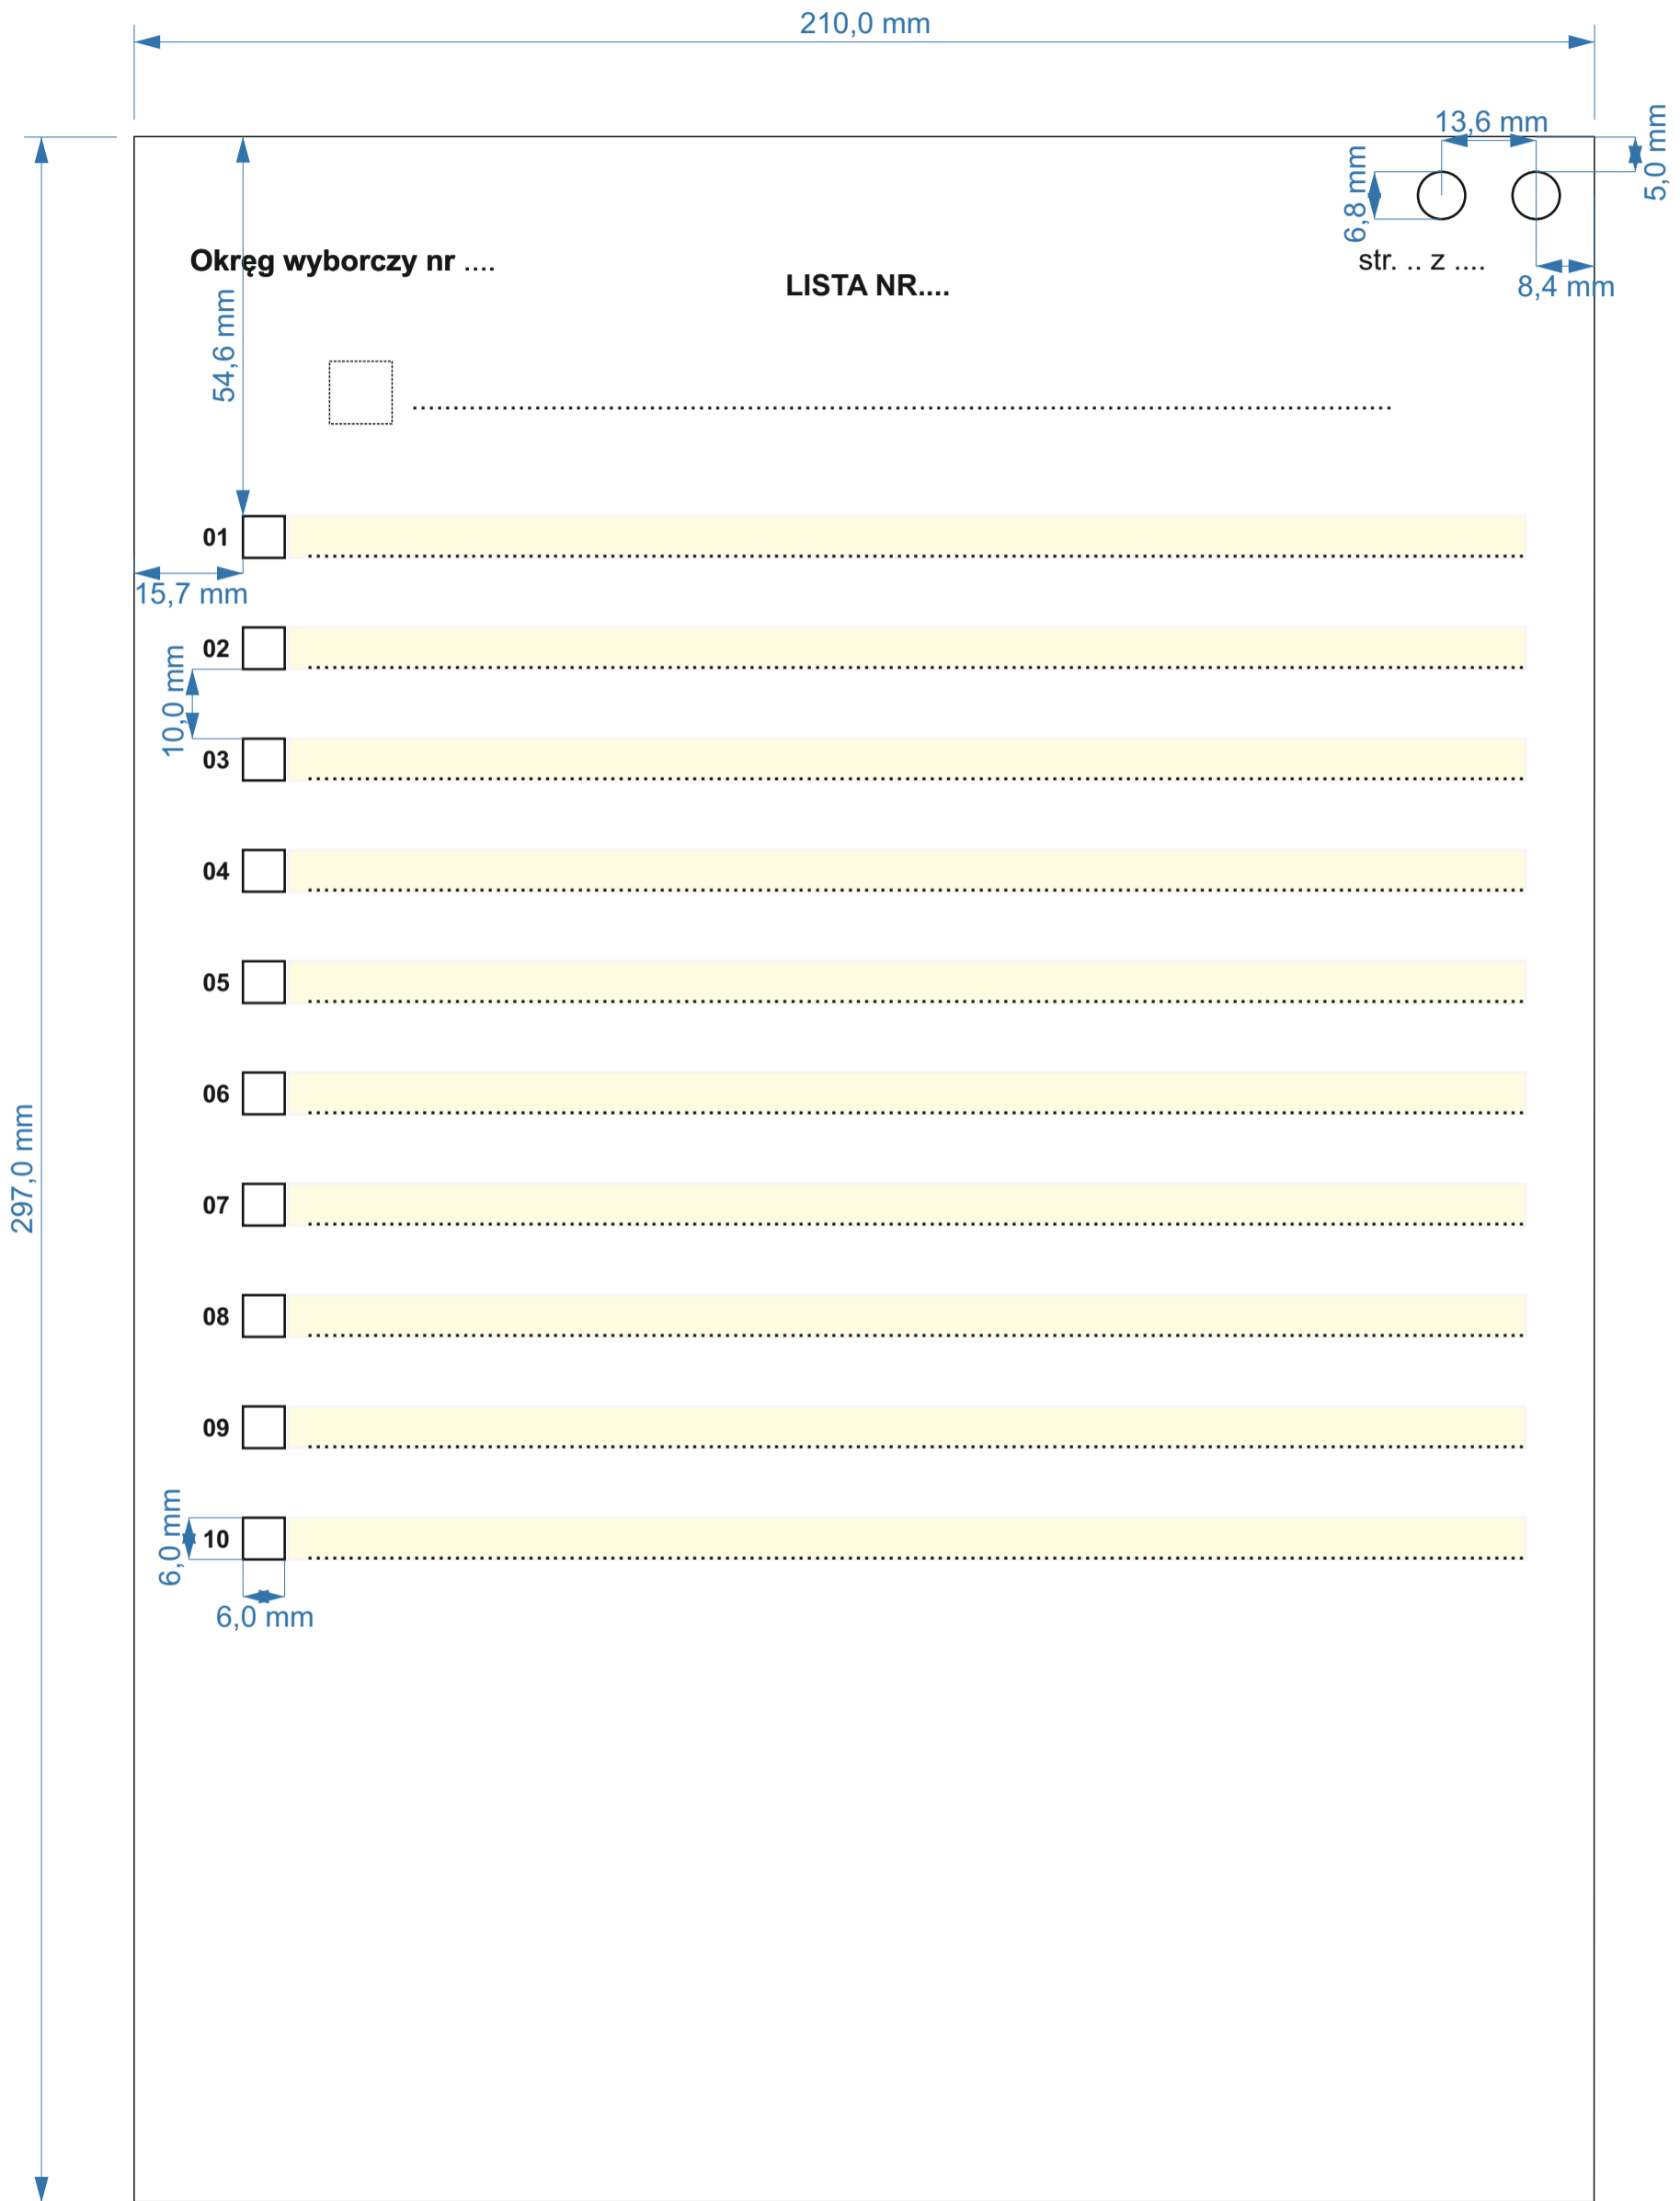 210,0 mm
13,6 mm
5,0 mm
6,8 mm
Okręg wyborczy nr ....
str. .. z ....
LISTA NR....
8,4 mm
54,6 mm
..............................
01
15,7 mm
02
10,0 mm
03
04
05
06
07
297,0 mm
08
09
10
6,0 mm
6,0 mm